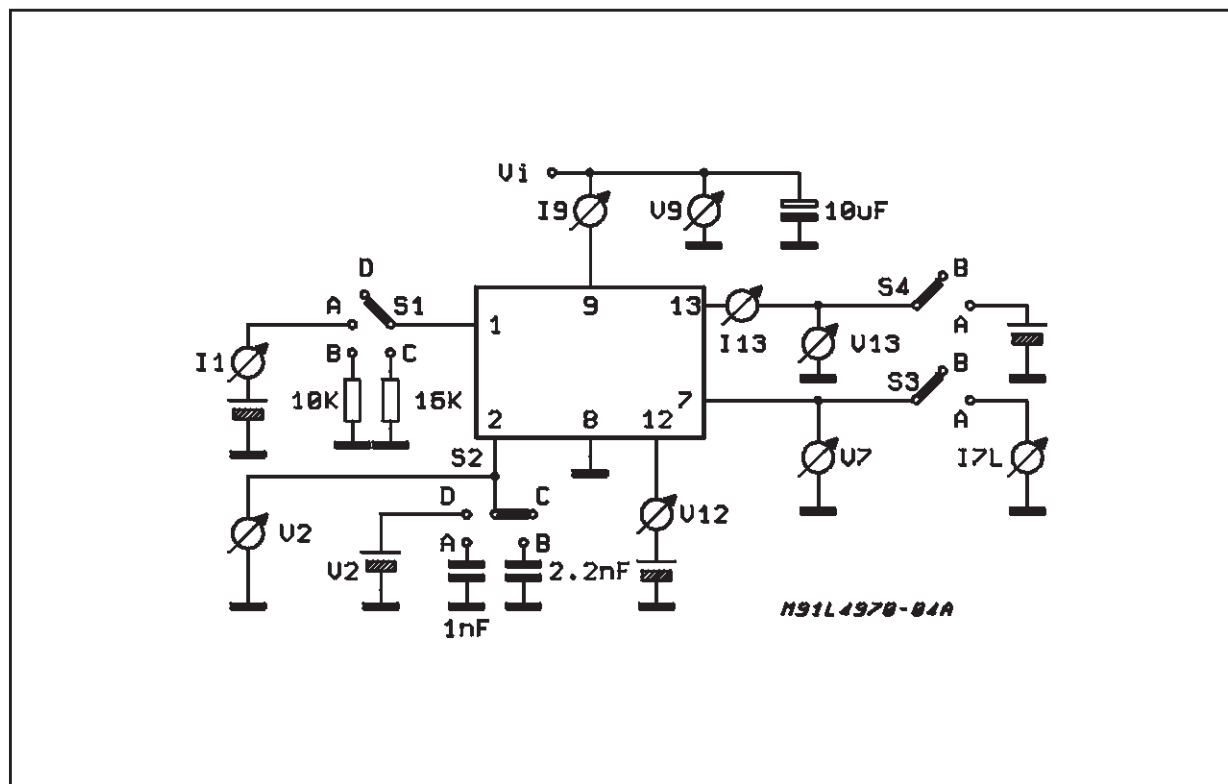 Vi
I9
V9
10uF
D
A
S1
B
C
I1
10K
15K
1
9
13
2
8
12
7
I13
V13
S4
B
A
S3
B
A
V7
I7L
S2
D
C
A
B
V2
V2
1nF
2.2nF
V12
M91L4970-04A